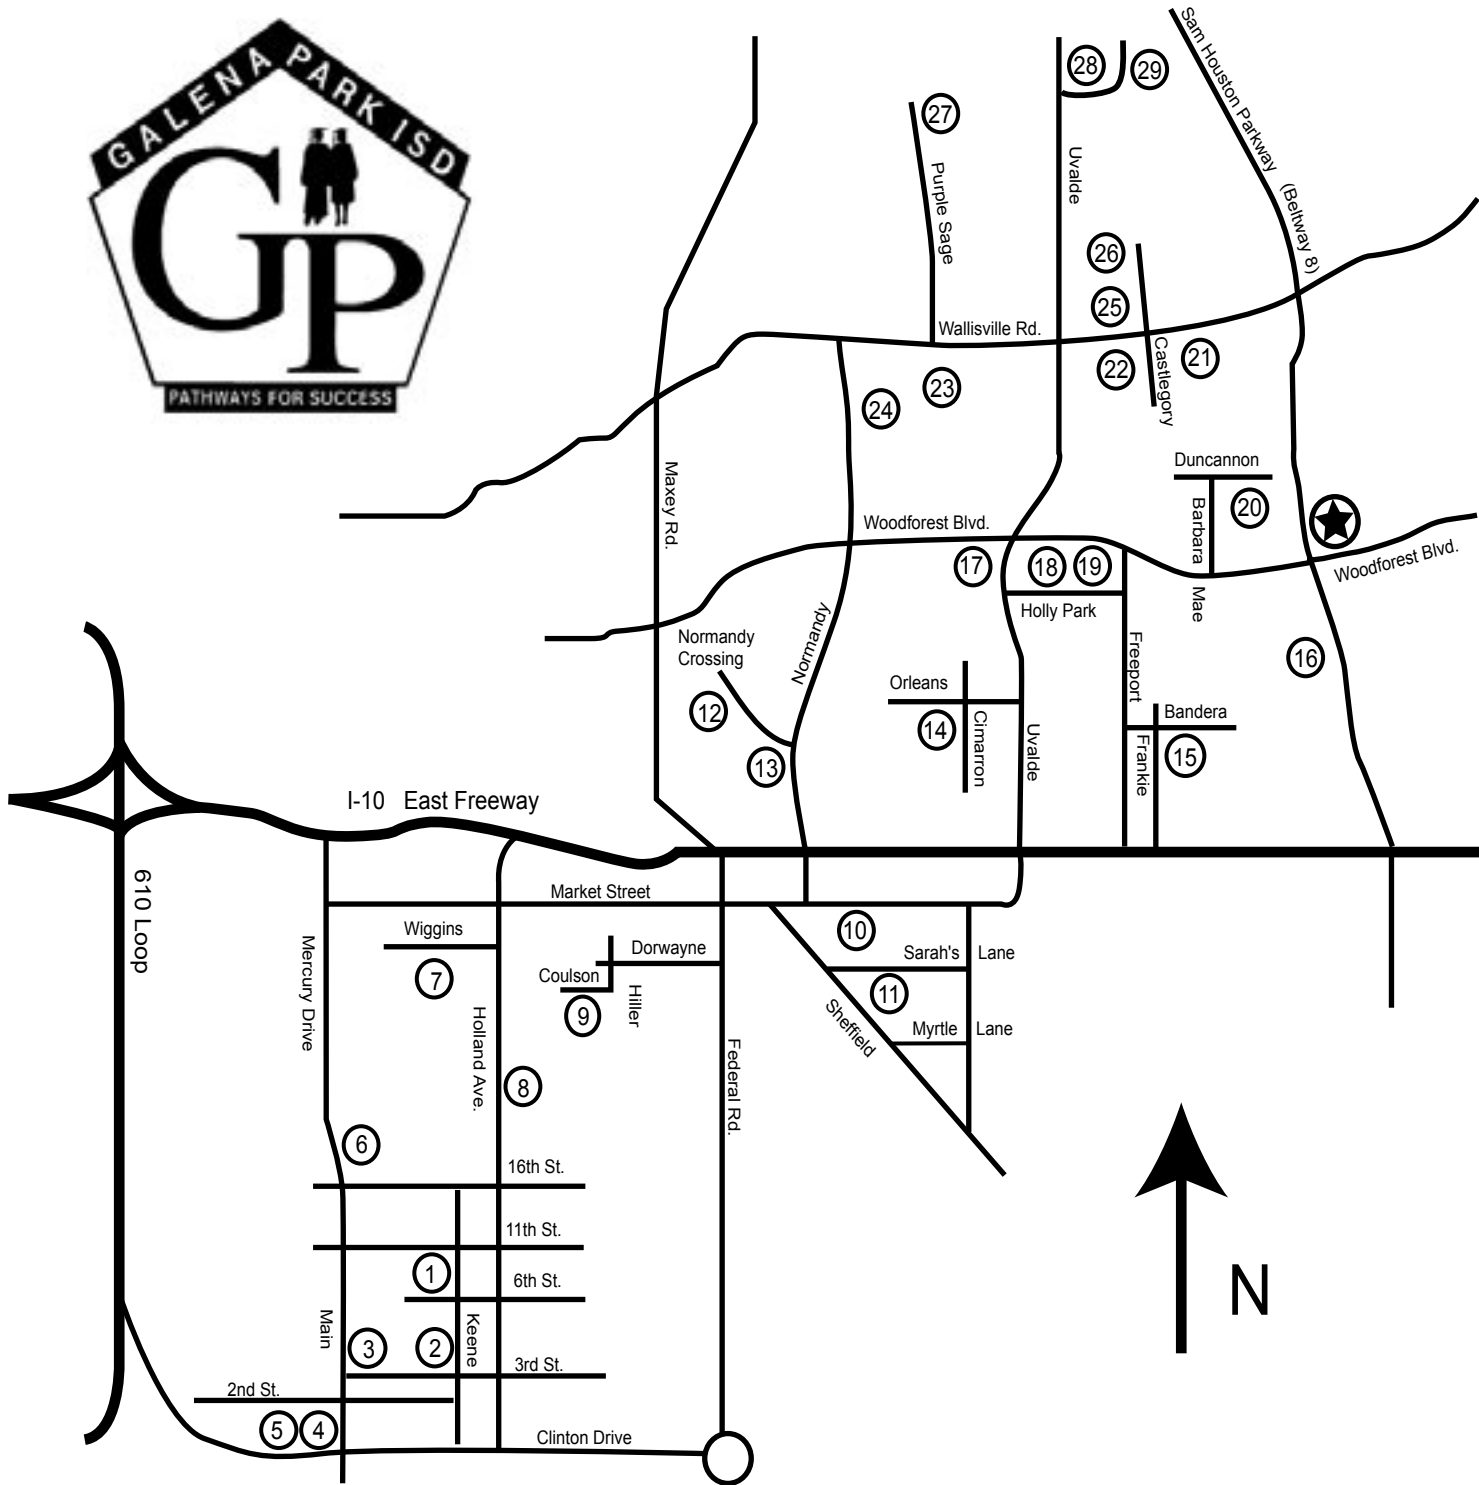 GALENA PARK ISD
GP
PATHWAYS FOR SUCCESS
Sam Houston Parkway (Beltway 8)
28
29
27
Purple Sage
Uvalde
26
25
Wallisville Rd.
22
Castlegory
21
23
24
Maxey Rd.
Duncannon
20
Barbara
Mae
Woodforest Blvd.
Woodforest Blvd.
17
18
19
Holly Park
Normandy
Crossing
Normandy
Freeport
16
12
13
Orleans
14
Cimarron
Uvalde
Bandera
Frankie
15
I-10 East Freeway
610 Loop
Market Street
Mercury Drive
Wiggins
7
Holland Ave.
Dorwayne
Coulson
9
Hiller
10
Sarah's Lane
11
Sheffield
Myrtle Lane
Federal Rd.
8
6
16th St.
11th St.
1
6th St.
Main
3
2
Keene
3rd St.
2nd St.
5
4
Clinton Drive
N